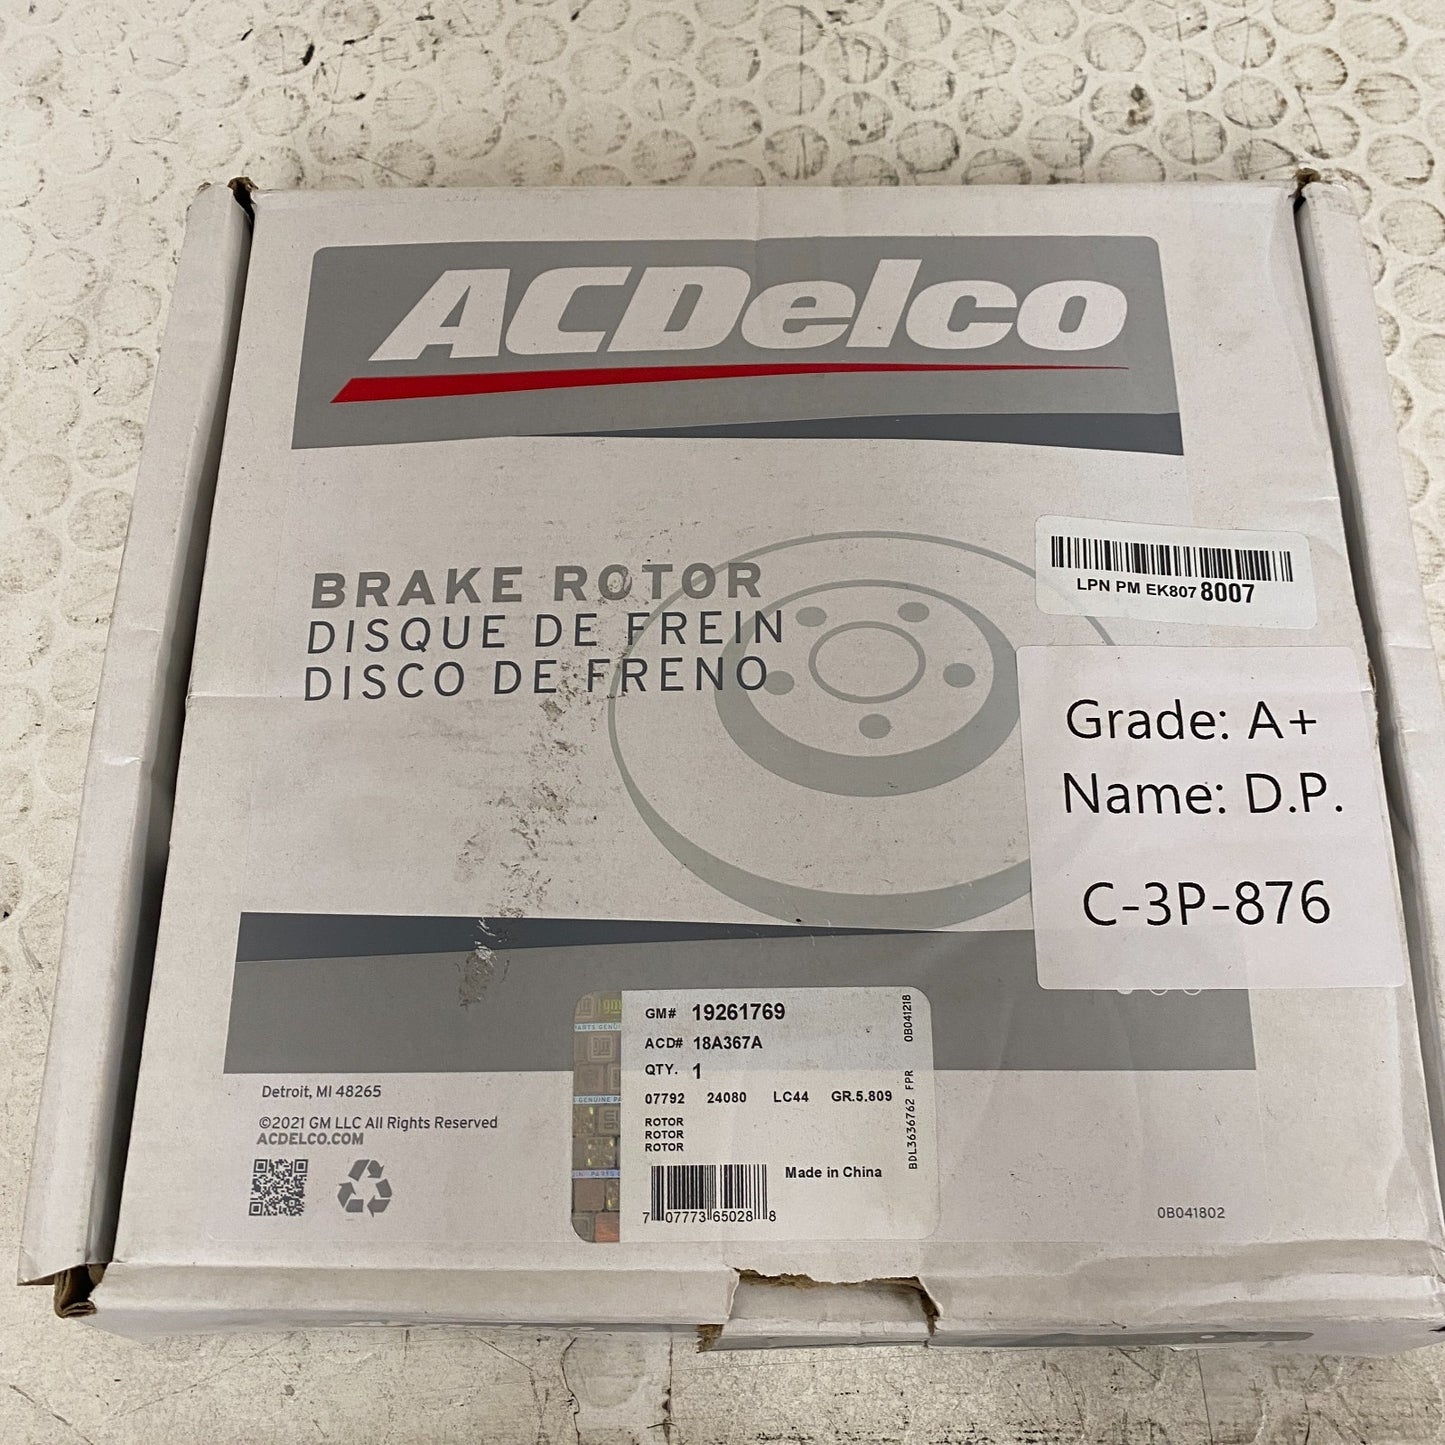 ACDelco
BRAKE ROTOR
DISQUE DE FREIN
DISCO DE FRENO
LPN PM EK807 8007
Grade: A+
Name: D.P.
C-3P-876
GM# 19261769
ACD# 18A367A
QTY. 1
07792 24080 LC44 GR.5.809
ROTOR
ROTOR
ROTOR
Made in China
7 07773 65028 8
BDL3636762 FPR 0B041218
Detroit, MI 48265
©2021 GM LLC All Rights Reserved
ACDELCO.COM
0B041802